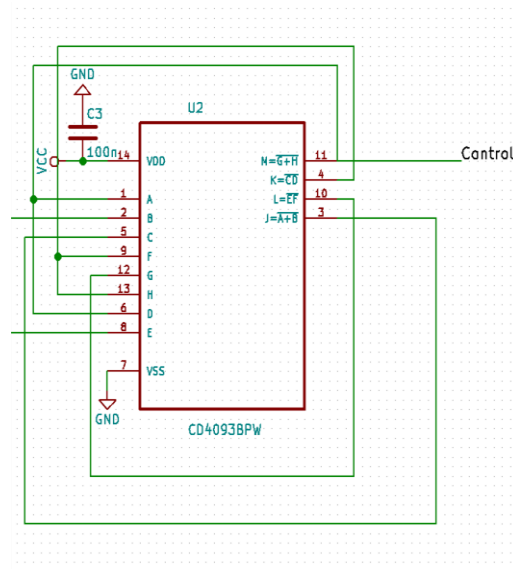 GND
U2
C3
100n
VCC
14 VDD
1 A
2 B
5 C
9 F
12 G
13 H
6 D
8 E
7 VSS
M=G+H 11
K=CD 4
L=EF 10
J=A+B 3
Control
GND
CD4093BPW